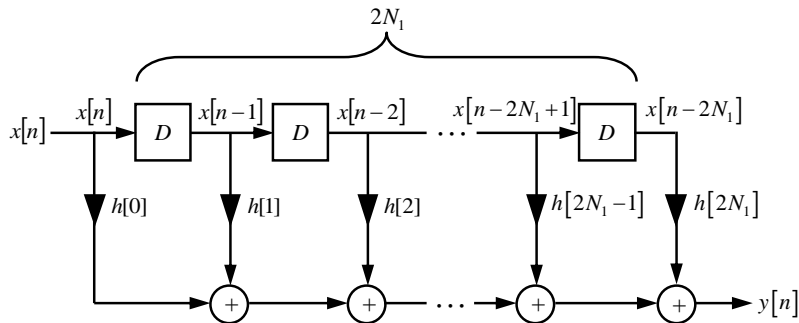 2N₁
x[n] x[n] D x[n−1] D x[n−2] ... x[n−2N₁+1] D x[n−2N₁]
h[0] h[1] h[2] h[2N₁−1] h[2N₁]
+ + ... + + y[n]